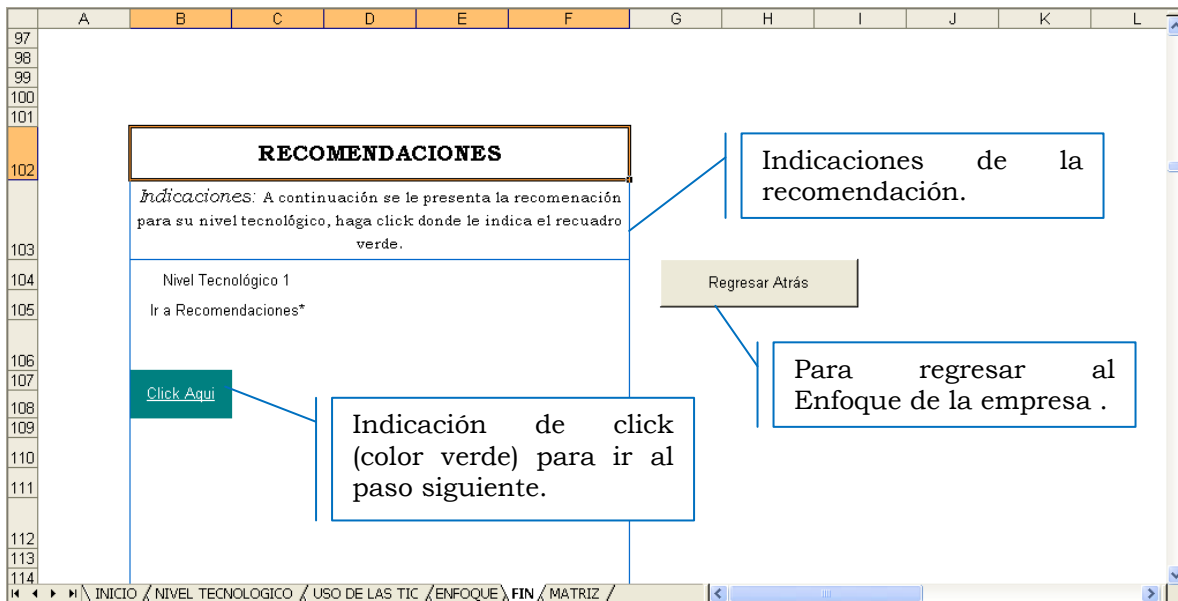 A B C D E F G H I J K L
97
98
99
100
101
102
RECOMENDACIONES
Indicaciones de la
recomendación.
103
Indicaciones: A continuación se le presenta la recomenación
para su nivel tecnológico, haga click donde le indica el recuadro
verde.
104
Nivel Tecnológico 1
Regresar Atrás
105
Ir a Recomendaciones*
106
107
108
Click Aqui
Para regresar al
Enfoque de la empresa .
Indicación de click
(color verde) para ir al
paso siguiente.
109
110
111
112
113
114
INICIO / NIVEL TECNOLOGICO / USO DE LAS TIC / ENFOQUE \ FIN / MATRIZ /